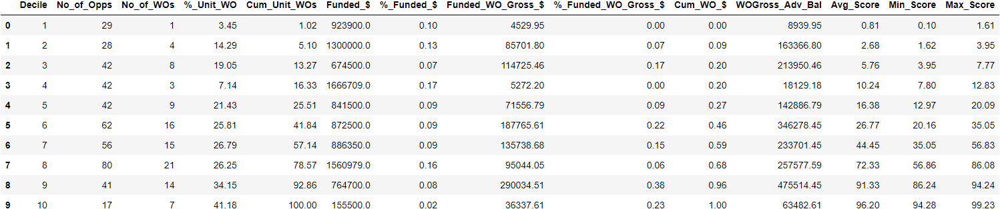 Decile No_of_Opps No_of_WOs %_Unit_WO Cum_Unit_WOs Funded_$ %_Funded_$ Funded_WO_Gross_$ %_Funded_WO_Gross_$ Cum_WO_$ WOGross_Adv_Bal Avg_Score Min_Score Max_Score
0 1 29 1 3.45 1.02 923900.0 0.10 4529.95 0.00 0.00 8939.95 0.81 0.10 1.61
1 2 28 4 14.29 5.10 1300000.0 0.13 85701.80 0.07 0.09 163366.80 2.68 1.62 3.95
2 3 42 8 19.05 13.27 674500.0 0.07 114725.46 0.17 0.20 213950.46 5.76 3.95 7.77
3 4 42 3 7.14 16.33 1666709.0 0.17 5272.20 0.00 0.20 18129.18 10.24 7.80 12.83
4 5 42 9 21.43 25.51 841500.0 0.09 71556.79 0.09 0.27 142886.79 16.38 12.97 20.09
5 6 62 16 25.81 41.84 872500.0 0.09 187765.61 0.22 0.46 346278.45 26.77 20.16 35.05
6 7 56 15 26.79 57.14 886350.0 0.09 135738.68 0.15 0.59 233701.45 44.45 35.05 56.83
7 8 80 21 26.25 78.57 1560979.0 0.16 95044.05 0.06 0.68 257577.59 72.33 56.86 86.08
8 9 41 14 34.15 92.86 764700.0 0.08 290034.51 0.38 0.96 475514.45 91.33 86.24 94.24
9 10 17 7 41.18 100.00 155500.0 0.02 36337.61 0.23 1.00 63482.61 96.20 94.28 99.23